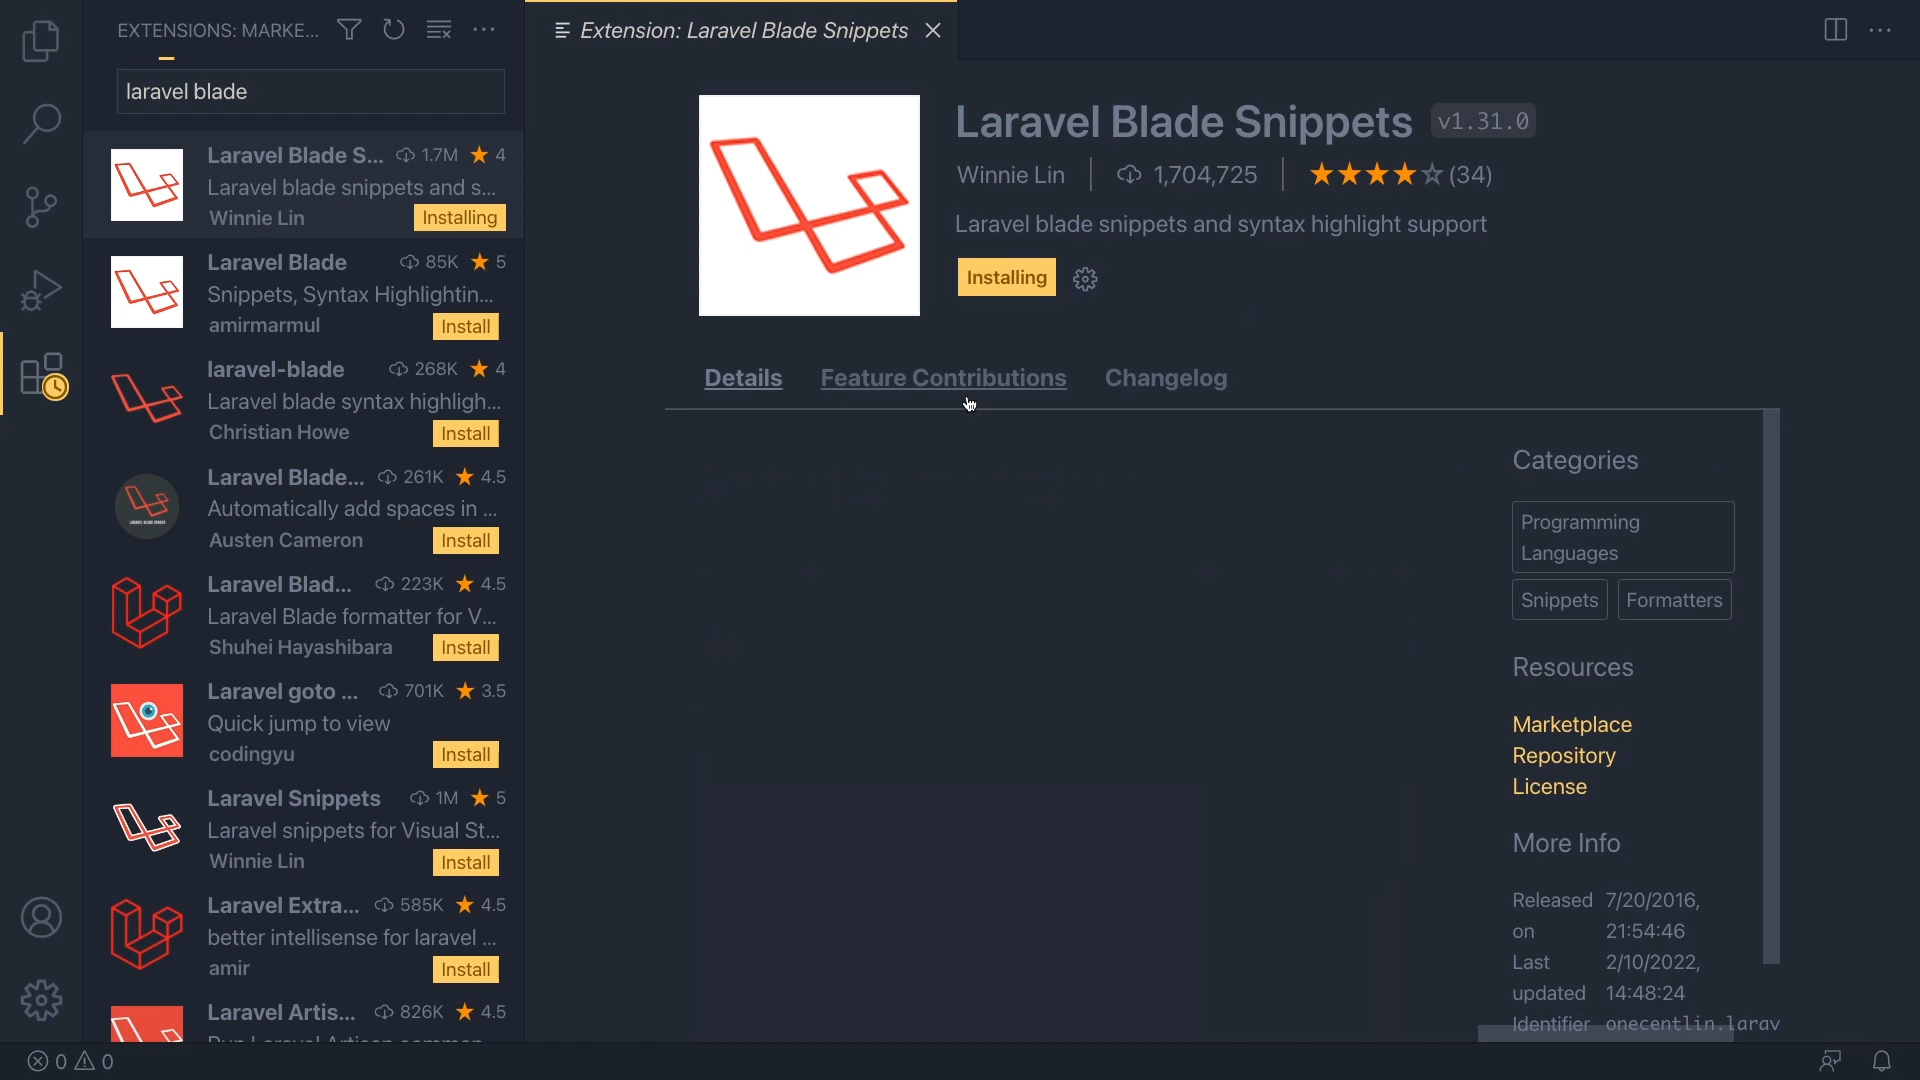 EXTENSIONS: MARKE...
laravel blade
Laravel Blade S... 1.7M ★ 4
Laravel blade snippets and s...
Winnie Lin Installing
Laravel Blade 85K ★ 5
Snippets, Syntax Highlightin...
amirmarmul Install
laravel-blade 268K ★ 4
Laravel blade syntax highligh...
Christian Howe Install
Laravel Blade... 261K ★ 4.5
Automatically add spaces in ...
Austen Cameron Install
Laravel Blad... 223K ★ 4.5
Laravel Blade formatter for V...
Shuhei Hayashibara Install
Laravel goto ... 701K ★ 3.5
Quick jump to view
codingyu Install
Laravel Snippets 1M ★ 5
Laravel snippets for Visual St...
Winnie Lin Install
Laravel Extra... 585K ★ 4.5
better intellisense for laravel ...
amir Install
Laravel Artis... 826K ★ 4.5
Extension: Laravel Blade Snippets
Laravel Blade Snippets v1.31.0
Winnie Lin 1,704,725 ★★★★☆ (34)
Laravel blade snippets and syntax highlight support
Installing
Details Feature Contributions Changelog
Categories
Programming
Languages
Snippets Formatters
Resources
Marketplace
Repository
License
More Info
Released 7/20/2016,
on 21:54:46
Last 2/10/2022,
updated 14:48:24
Identifier onecentlin.larav
0 0